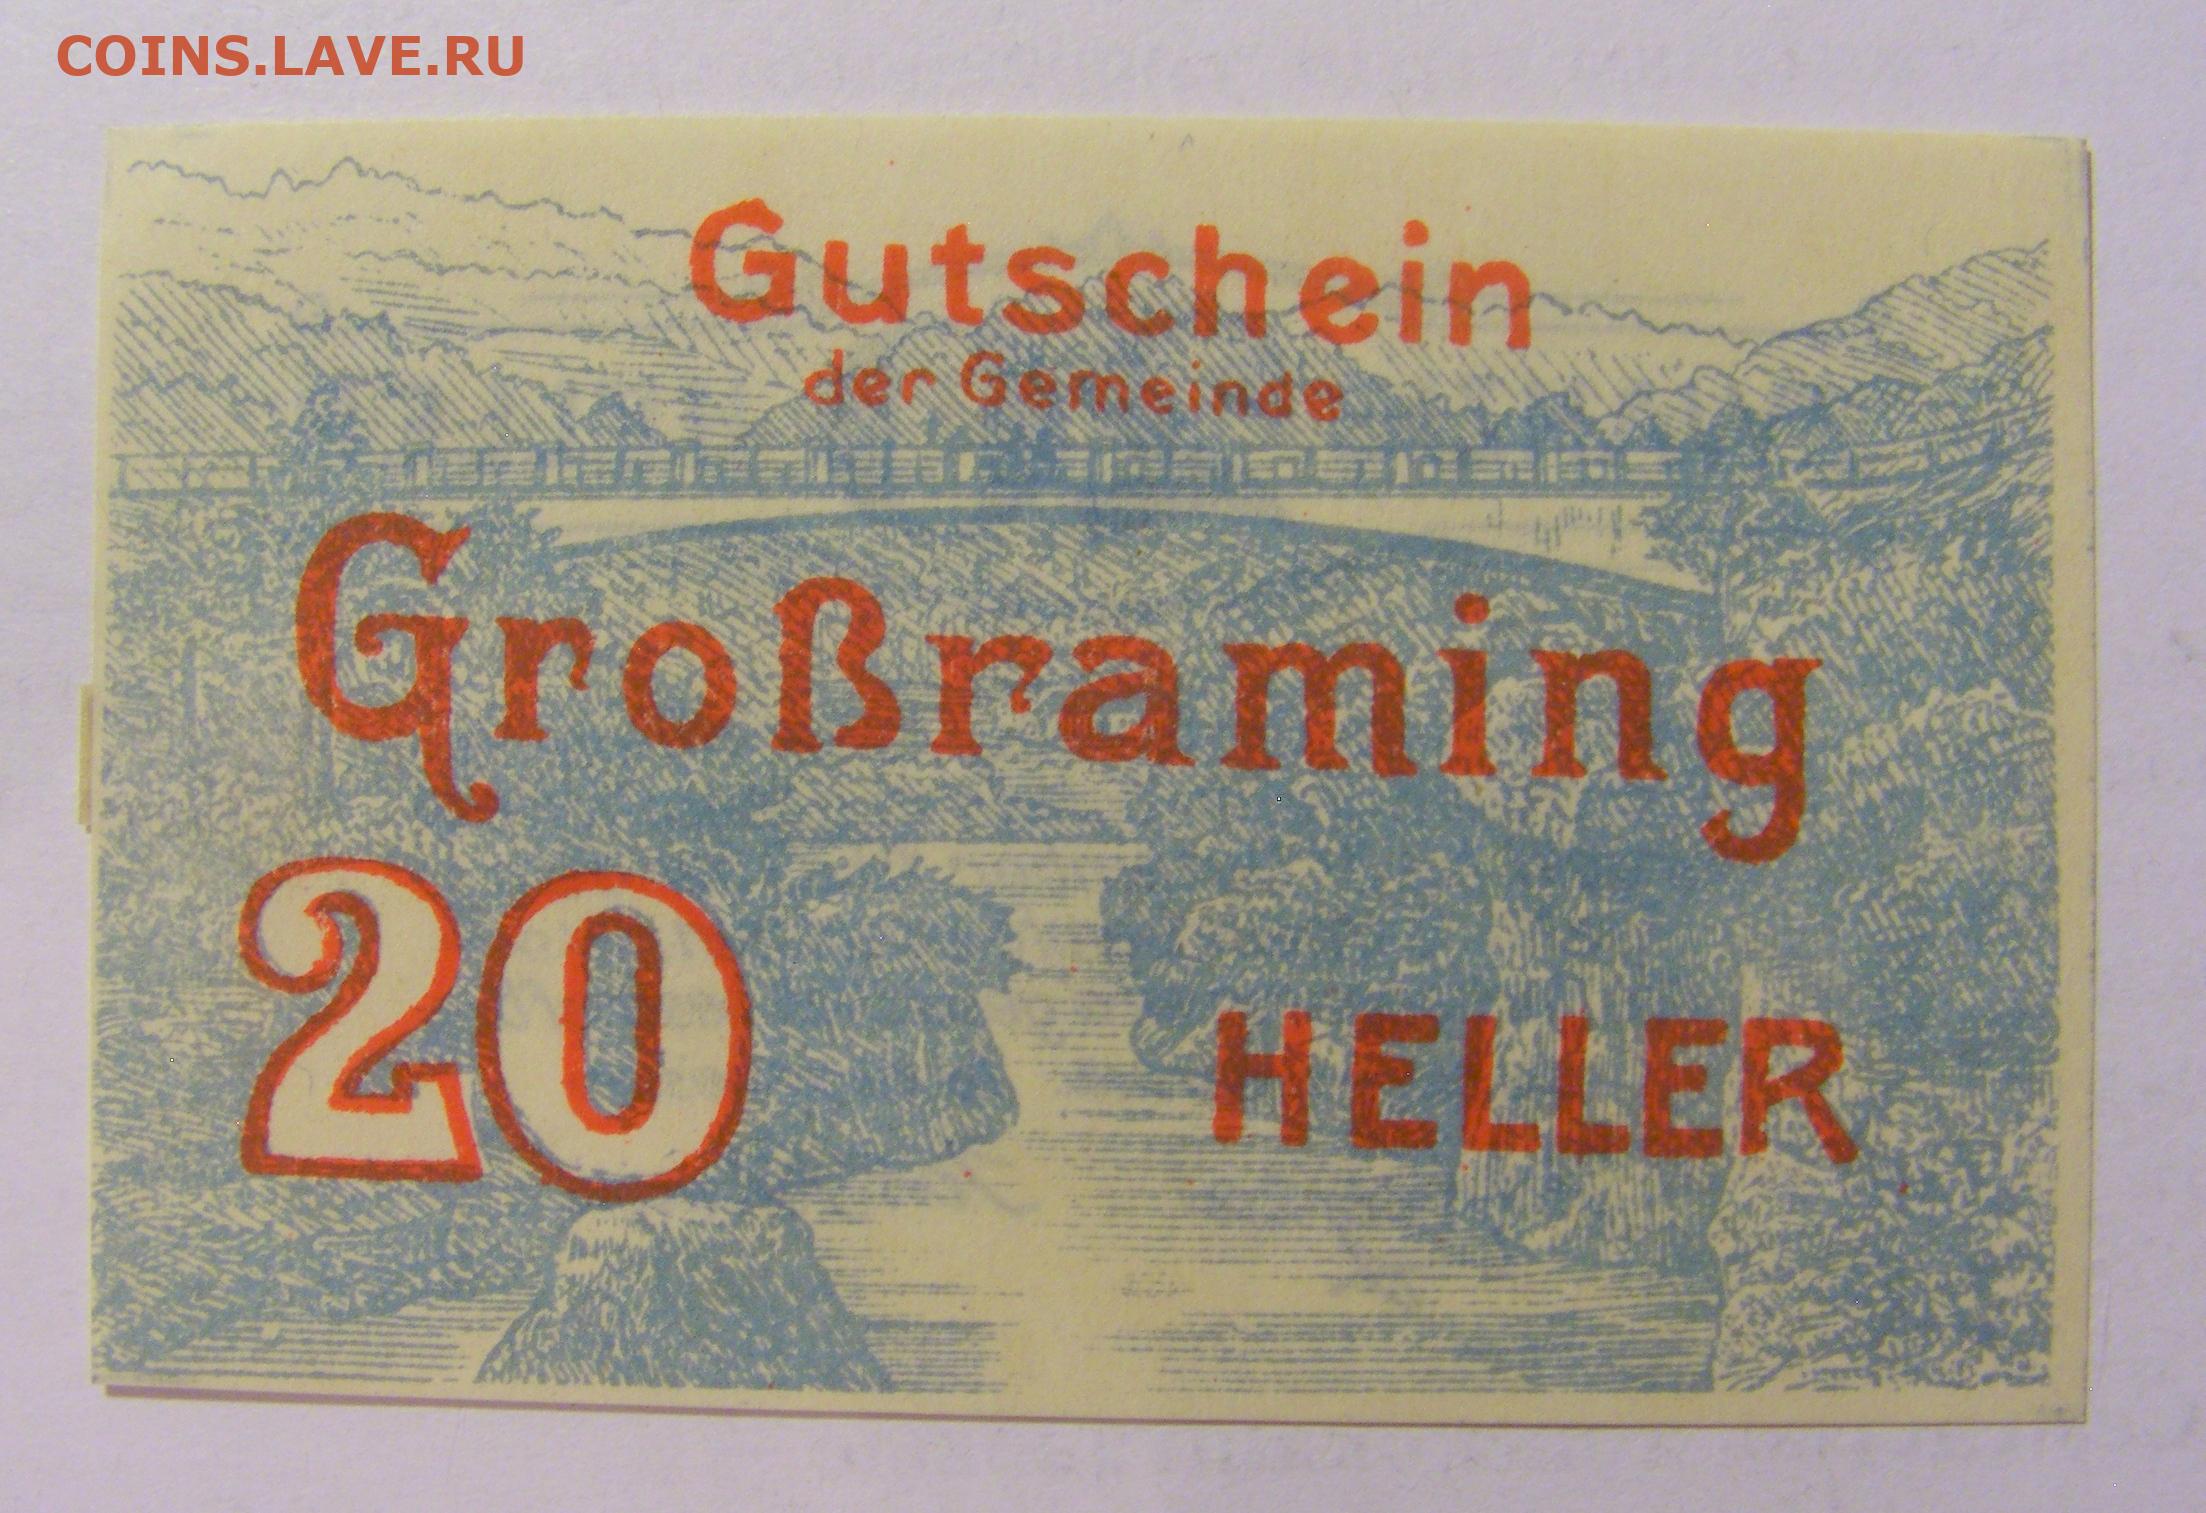 COINS.LAVE.RU
Gutschein
der Gemeinde
Großraming
20 HELLER